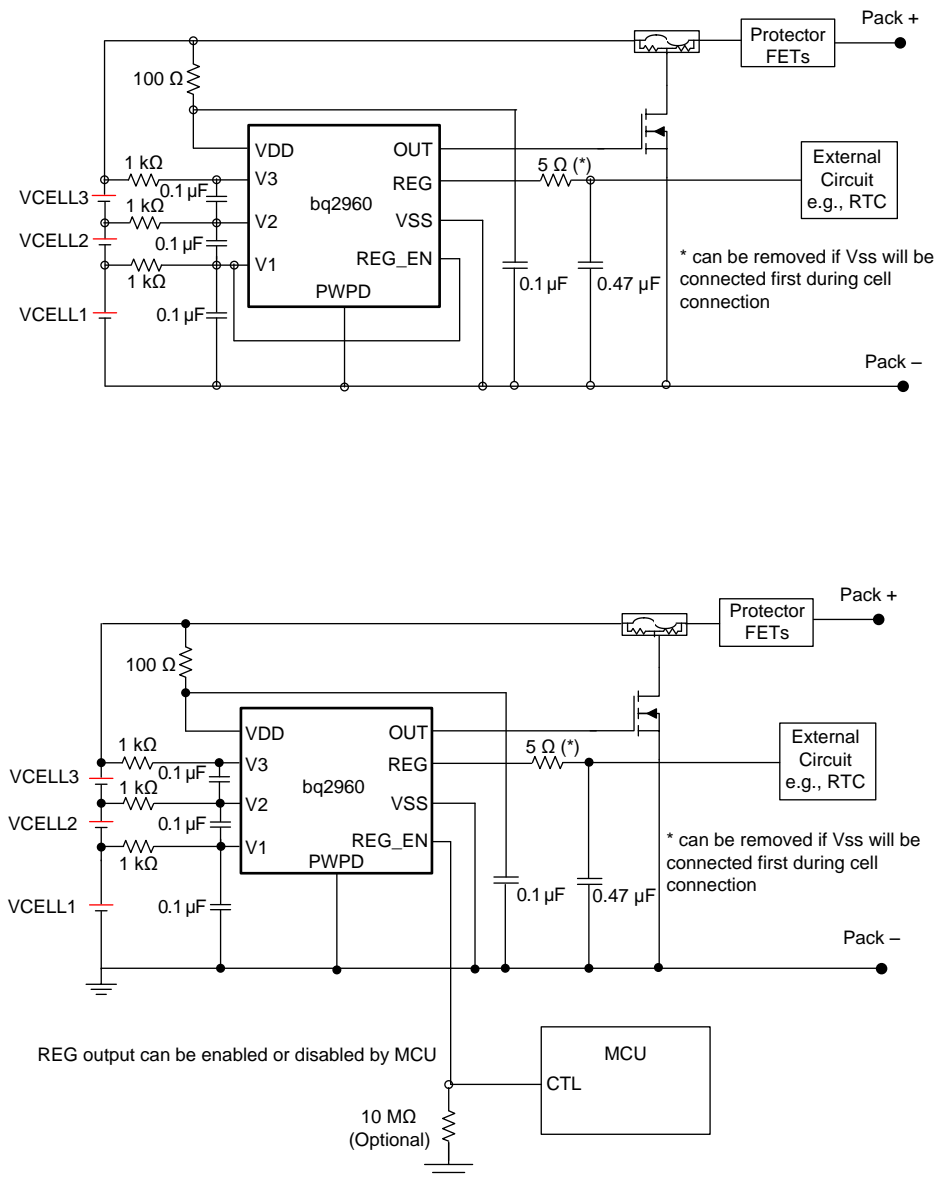 Pack +
Protector
FETs
100 Ω
VDD
OUT
1 kΩ
V3
REG
5 Ω (*)
External
Circuit
e.g., RTC
0.1 µF
VCELL3
1 kΩ
V2
bq2960
VSS
VCELL2
0.1 µF
V1
REG_EN
1 kΩ
PWPD
0.1 µF
0.47 µF
* can be removed if Vss will be
connected first during cell
connection
VCELL1
0.1 µF
Pack –
Pack +
Protector
FETs
100 Ω
VDD
OUT
1 kΩ
V3
REG
5 Ω (*)
External
Circuit
e.g., RTC
0.1 µF
VCELL3
1 kΩ
V2
bq2960
VSS
VCELL2
0.1 µF
V1
REG_EN
1 kΩ
PWPD
* can be removed if Vss will be
connected first during cell
connection
0.1 µF
0.47 µF
VCELL1
0.1 µF
Pack –
REG output can be enabled or disabled by MCU
MCU
CTL
10 MΩ
(Optional)